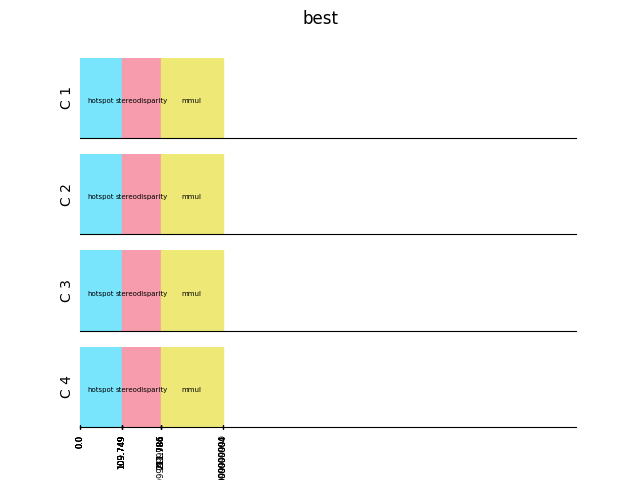 best
C 1
hotspot stereodisparity mmul
C 2
hotspot stereodisparity mmul
C 3
hotspot stereodisparity mmul
C 4
hotspot stereodisparity mmul
0.0
109.749